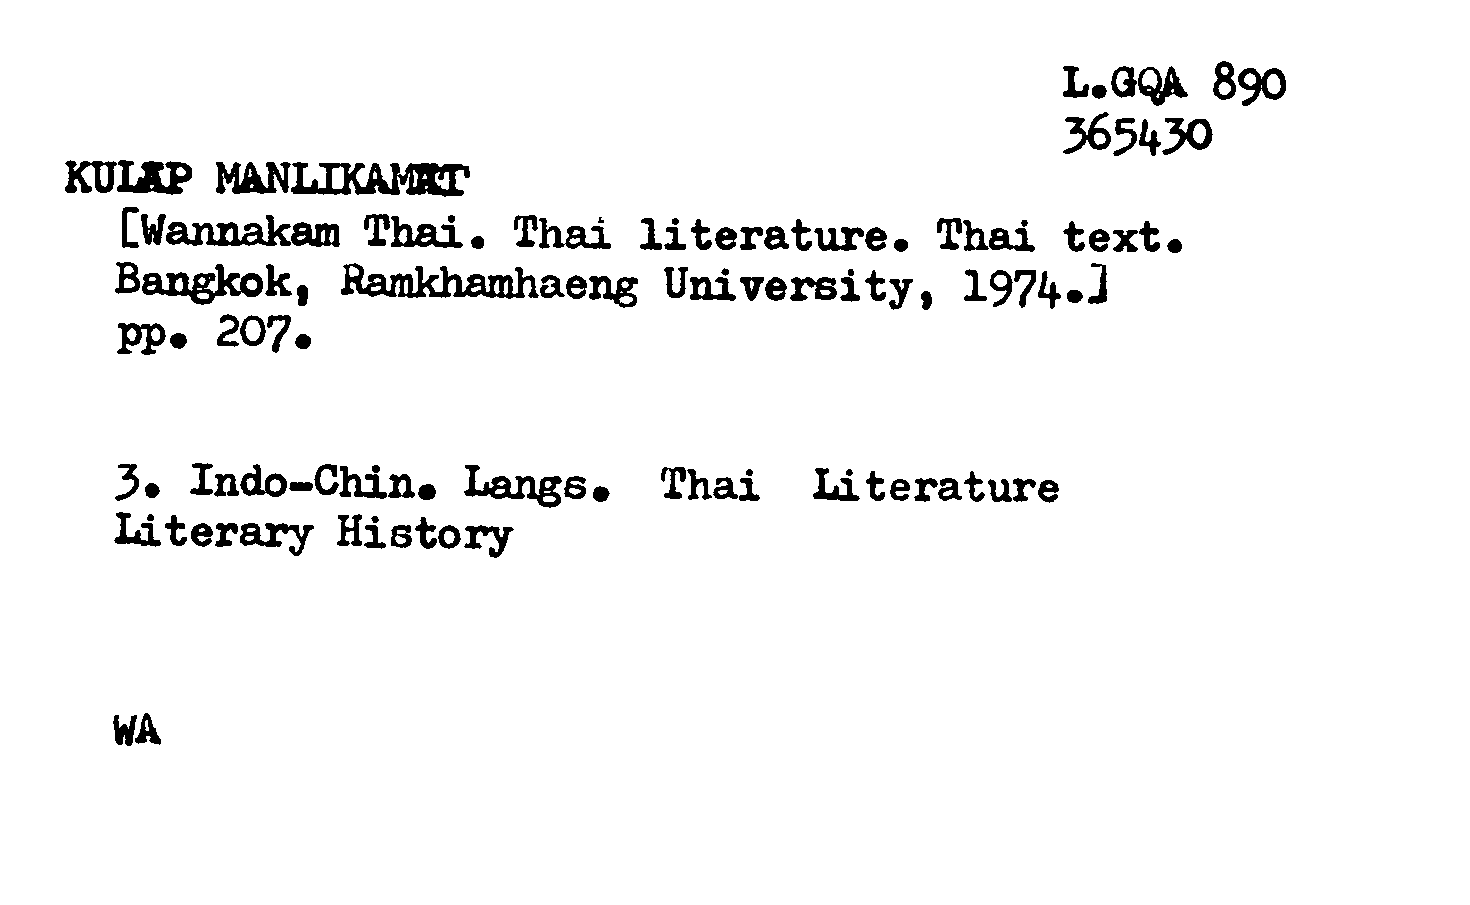 L.GQA 890
365430
KULAP MANLIKAMAT
[Wannakam Thai. Thai literature. Thai text.
Bangkok, Ramkhamhaeng University, 1974.]
pp. 207.
3. Indo-Chin. Langs. Thai Literature
Literary History
WA